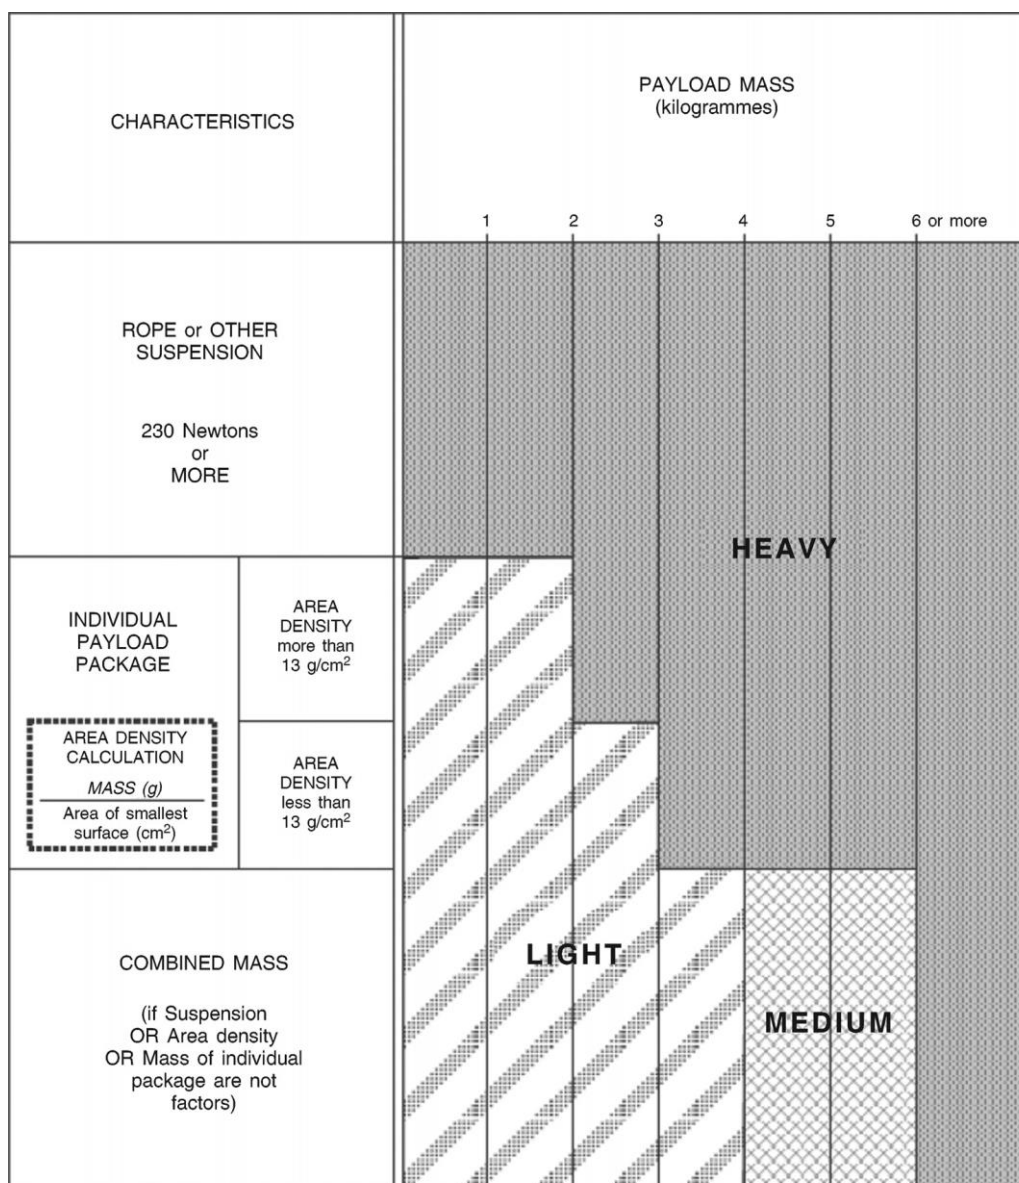 CHARACTERISTICS
PAYLOAD MASS
(kilogrammes)
1 2 3 4 5 6 or more
ROPE or OTHER
SUSPENSION
230 Newtons
or
MORE
HEAVY
INDIVIDUAL
PAYLOAD
PACKAGE
AREA
DENSITY
more than
13 g/cm²
AREA DENSITY
CALCULATION
MASS (g)
Area of smallest
surface (cm²)
AREA
DENSITY
less than
13 g/cm²
COMBINED MASS
(if Suspension
OR Area density
OR Mass of individual
package are not
factors)
LIGHT
MEDIUM